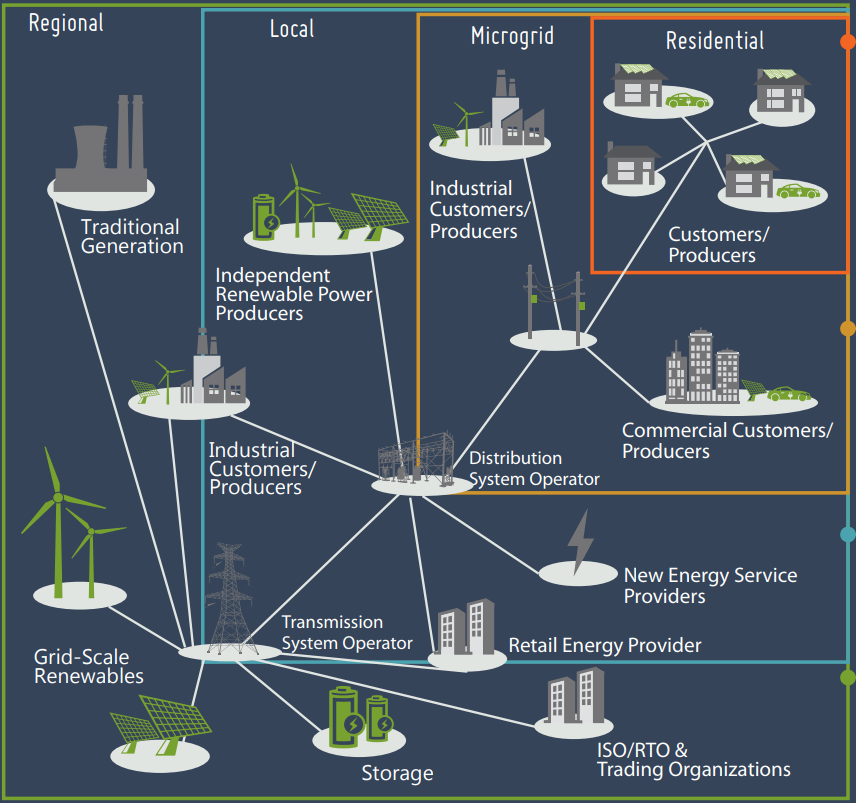 Regional
Local
Microgrid
Residential
Traditional
Generation
Independent
Renewable Power
Producers
Industrial
Customers/
Producers
Customers/
Producers
Industrial
Customers/
Producers
Distribution
System Operator
Commercial Customers/
Producers
New Energy Service
Providers
Transmission
System Operator
Retail Energy Provider
Grid-Scale
Renewables
Storage
ISO/RTO &
Trading Organizations